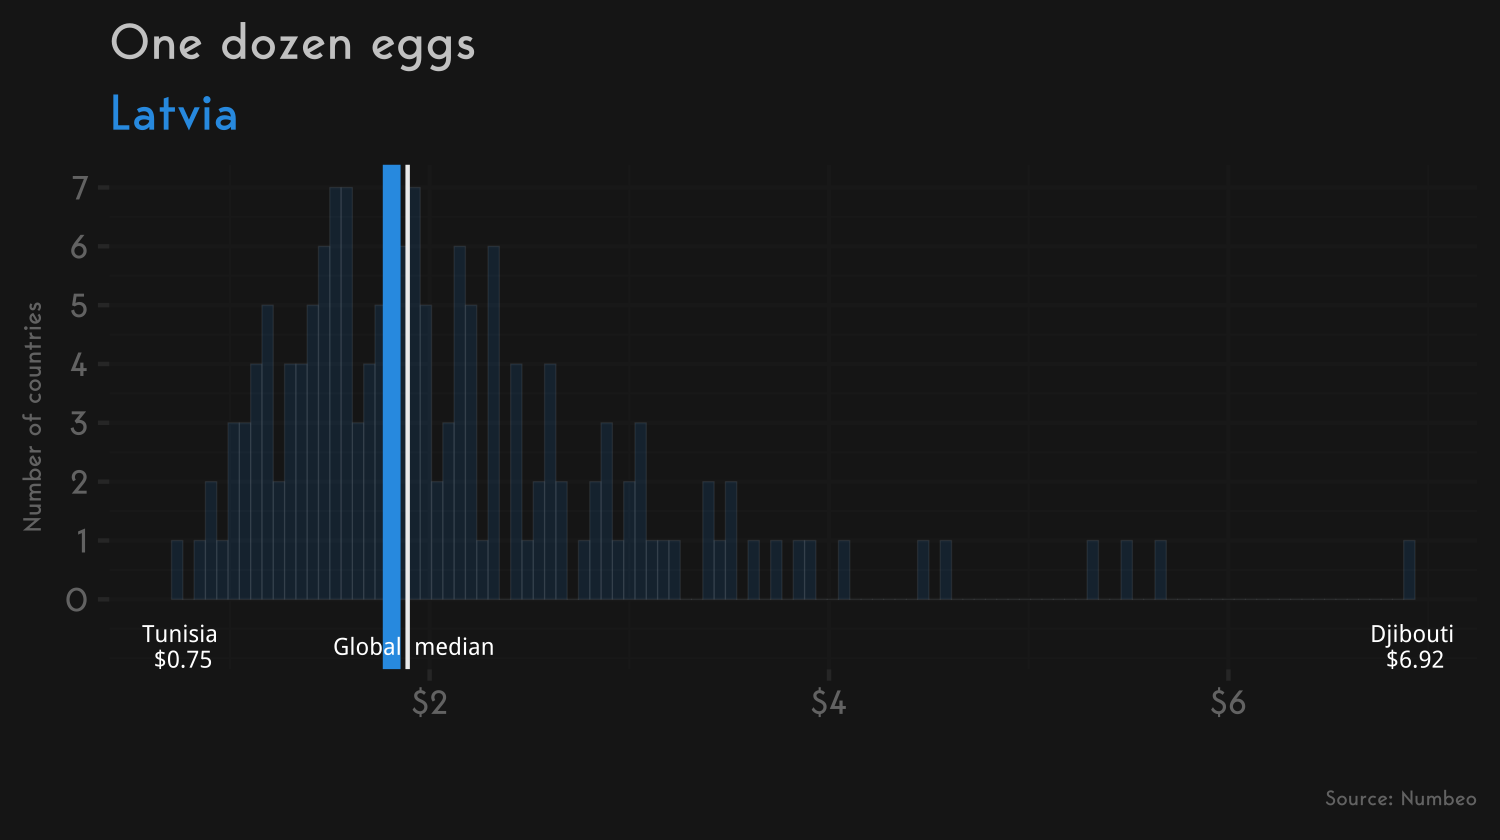 One dozen eggs
Latvia
Number of countries
7
6
5
4
3
2
1
0
Tunisia
$0.75
Global median
Djibouti
$6.92
$2
$4
$6
Source: Numbeo